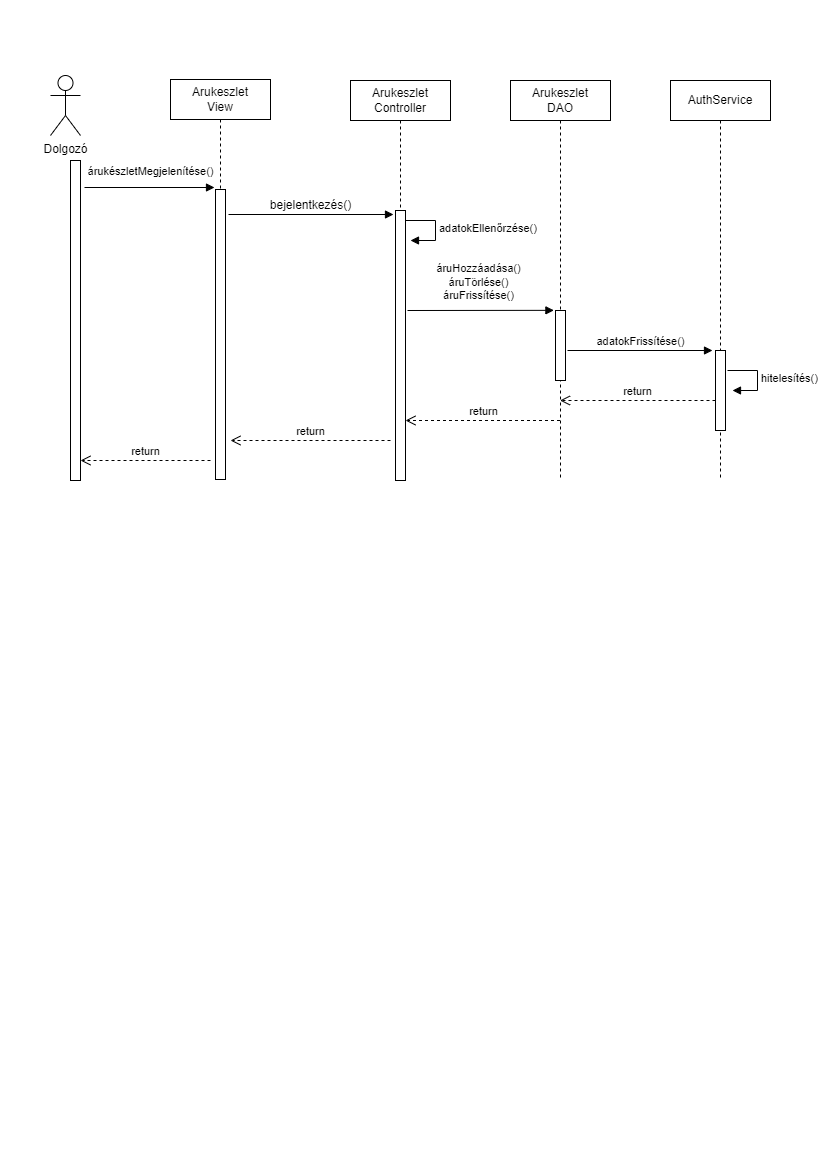 Arukeszlet
View
Arukeszlet
Controller
Arukeszlet
DAO
AuthService
Dolgozó
árukészletMegjelenítése()
bejelentkezés()
adatokEllenőrzése()
áruHozzáadása()
áruTörlése()
áruFrissítése()
adatokFrissítése()
hitelesítés()
return
return
return
return